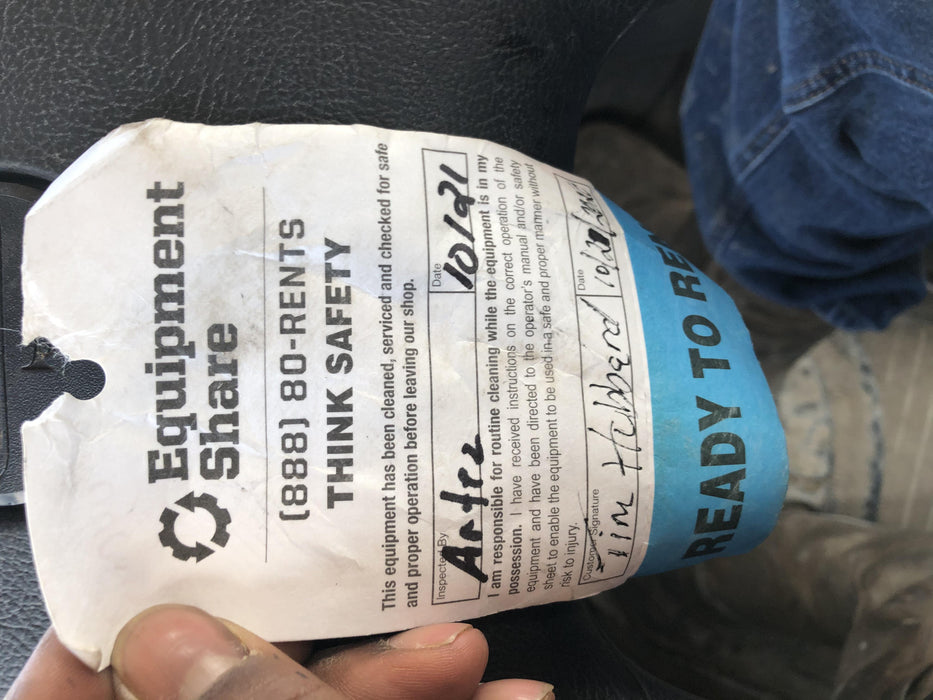 Equipment
Share
(888) 80-RENTS
THINK SAFETY
This equipment has been cleaned, serviced and checked for safe
and proper operation before leaving our shop.
Inspected By
Date
10/21
I am responsible for routine cleaning while the equipment is in my
possession. I have received instructions on the correct operation of the
equipment and have been directed to the operator's manual and/or safety
sheet to enable the equipment to be used in a safe and proper manner without
risk to injury.
Customer Signature
Date
Tim Hubbard
READY TO RE